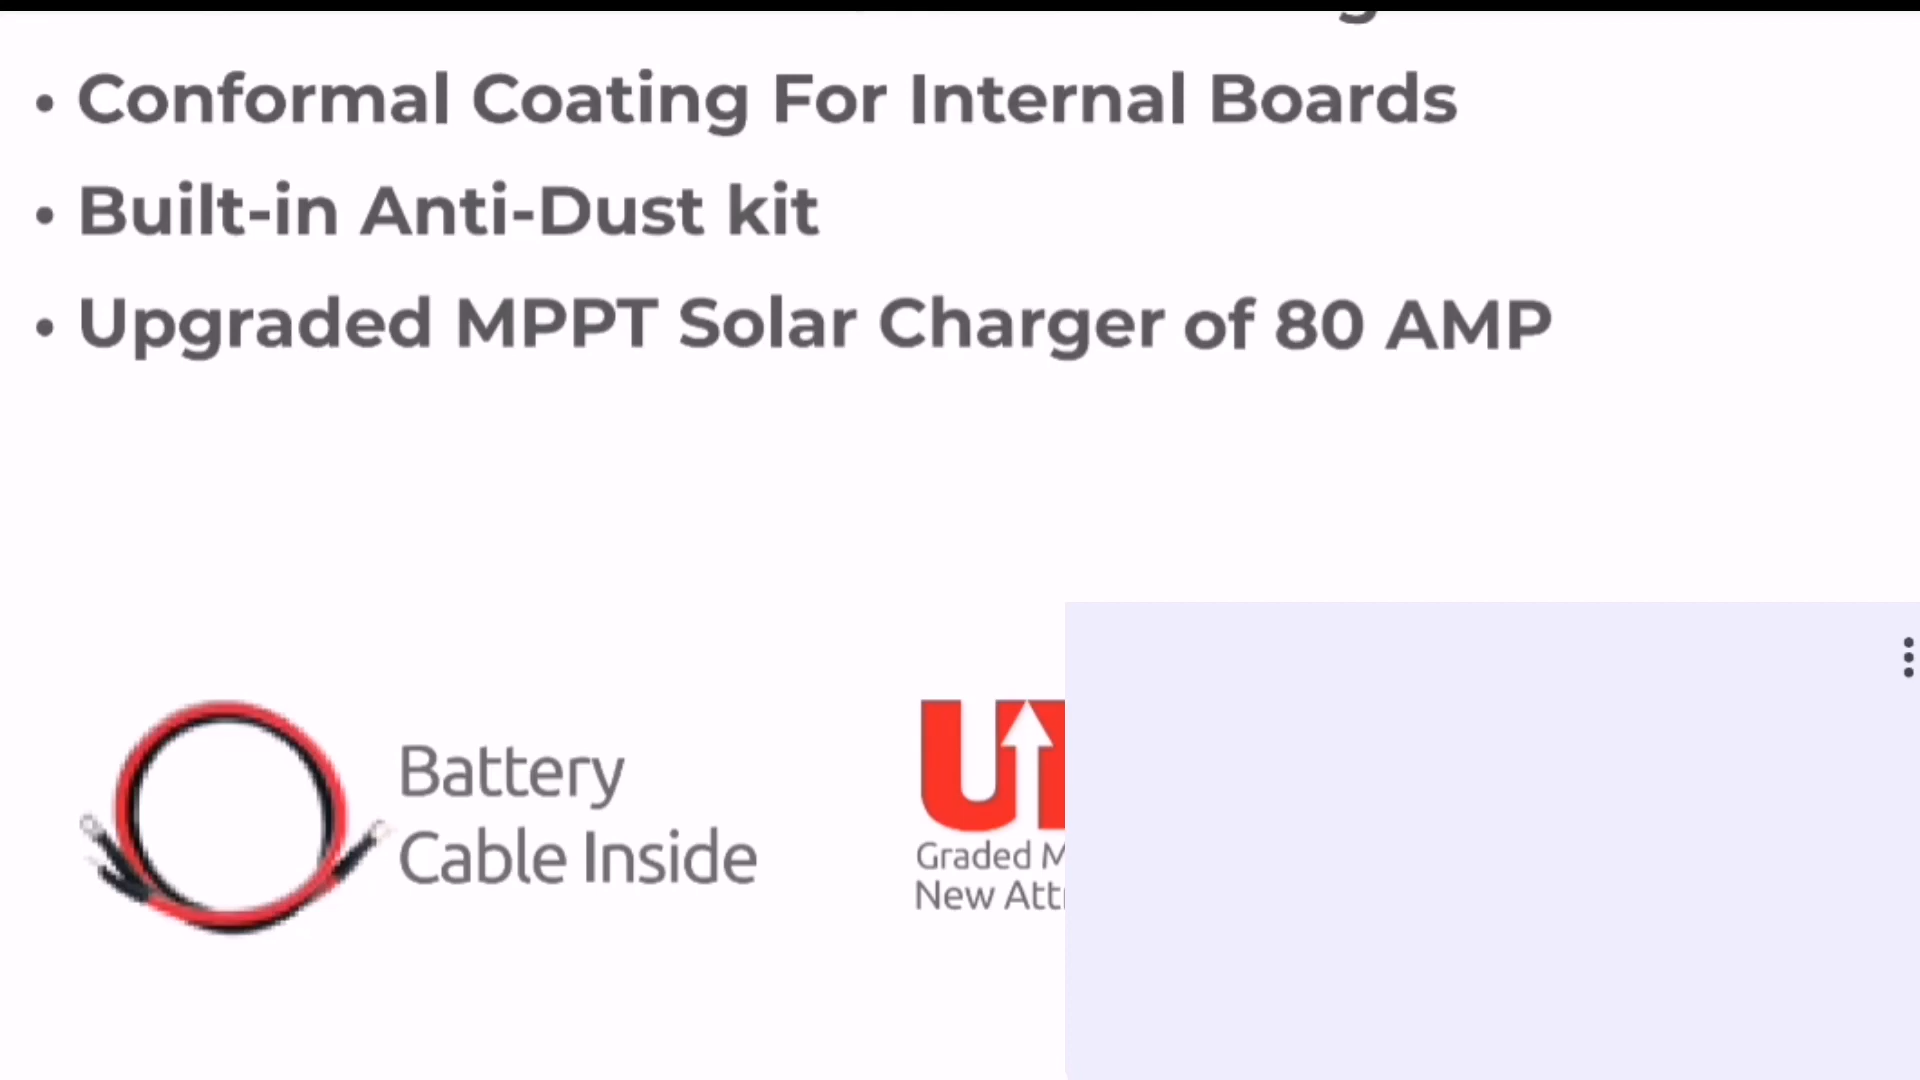 • Conformal Coating For Internal Boards
• Built-in Anti-Dust kit
• Upgraded MPPT Solar Charger of 80 AMP
Battery
Cable Inside
Graded
New